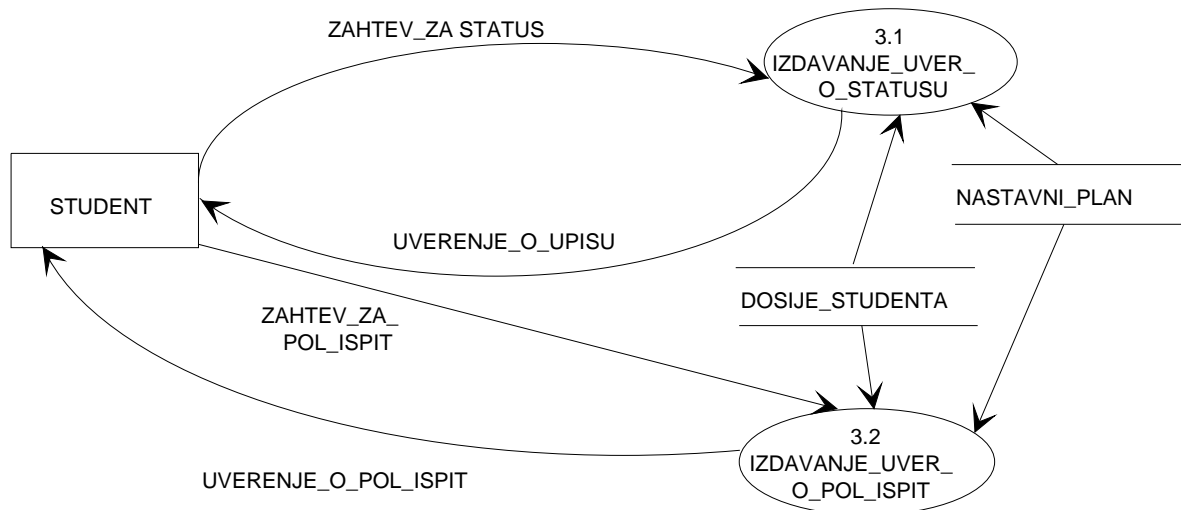 ZAHTEV_ZA STATUS
3.1
IZDAVANJE_UVER_
O_STATUSU
STUDENT
NASTAVNI_PLAN
UVERENJE_O_UPISU
DOSIJE_STUDENTA
ZAHTEV_ZA_
POL_ISPIT
3.2
IZDAVANJE_UVER_
O_POL_ISPIT
UVERENJE_O_POL_ISPIT